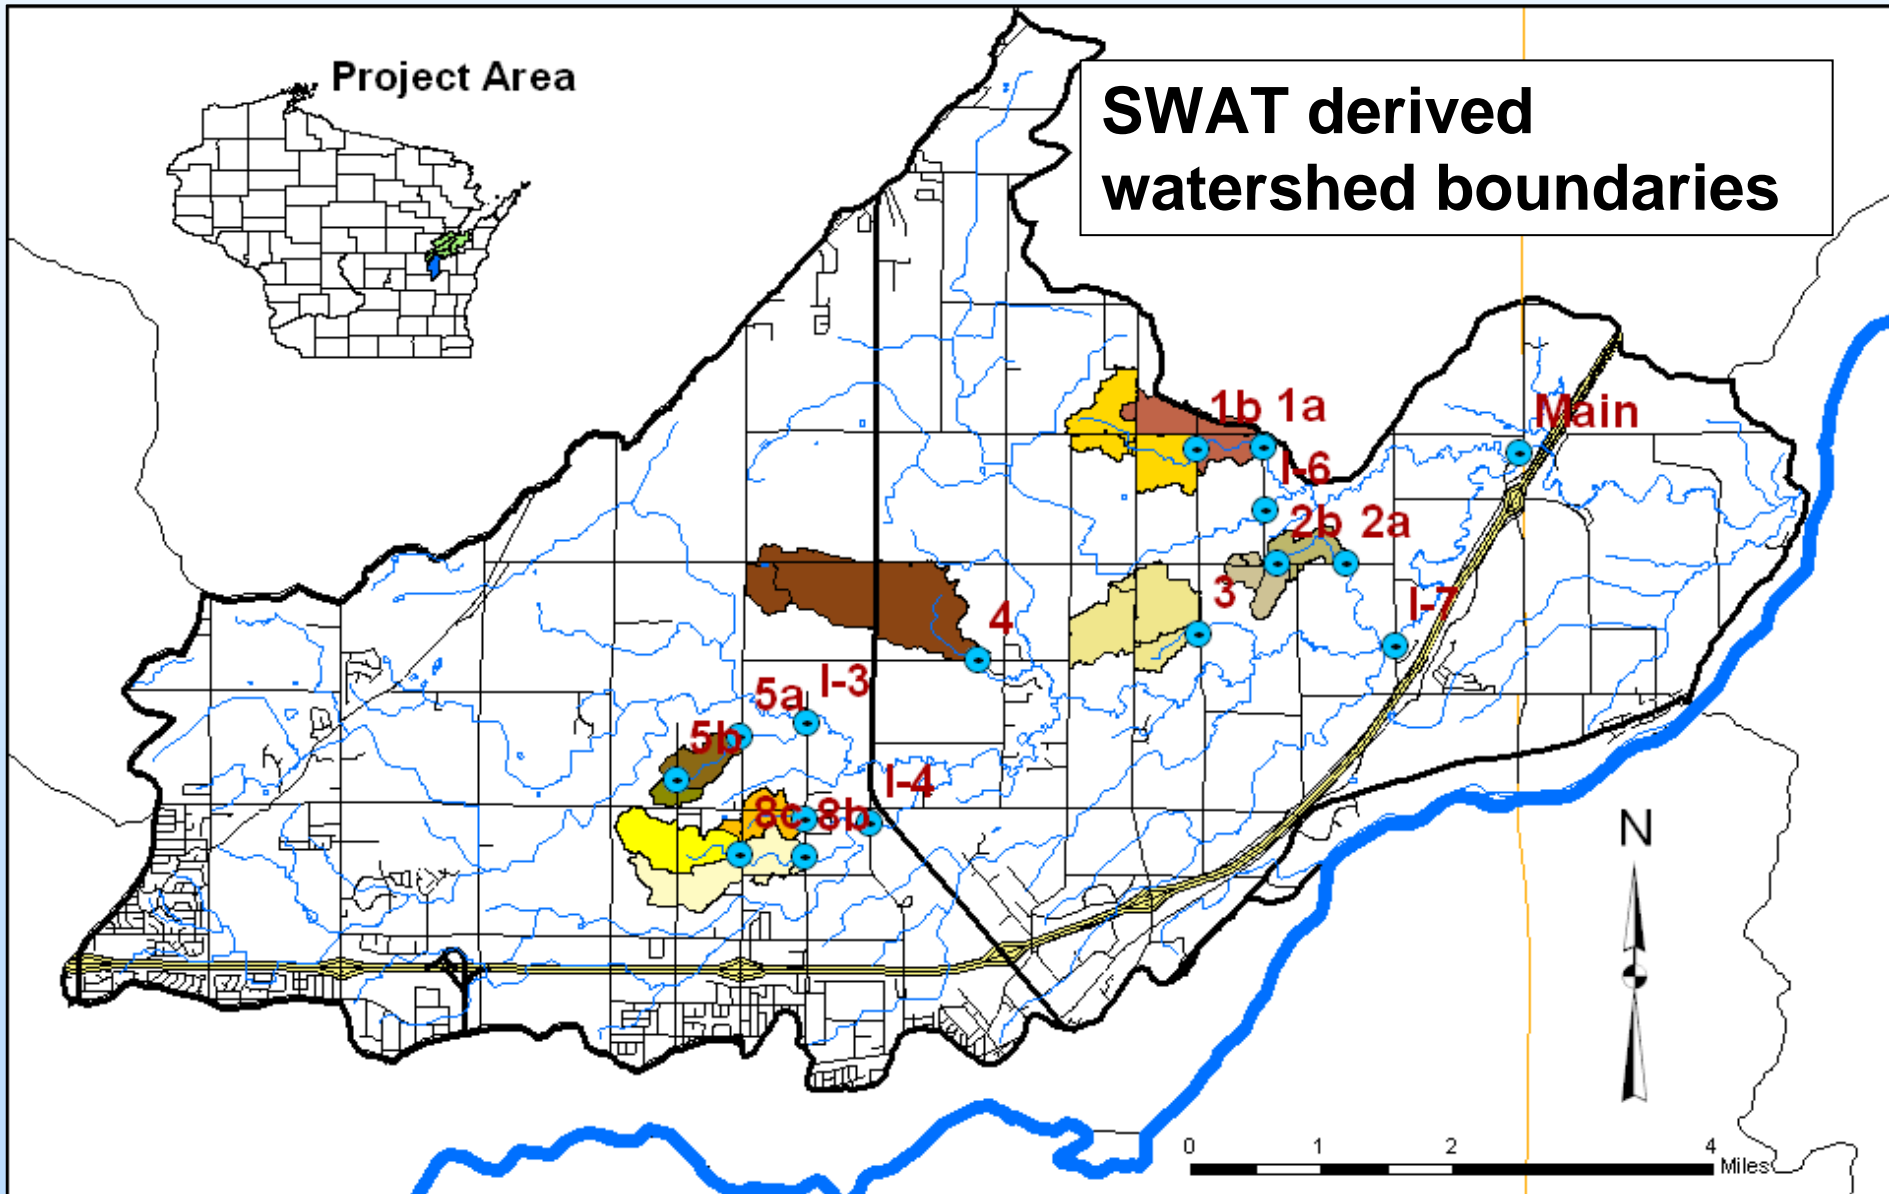 Project Area
SWAT derived
watershed boundaries
1b 1a
Main
I-6
2b 2a
3
I-7
4
I-3
5a
5b
I-4
8c 8b
N
0 1 2 4
Miles